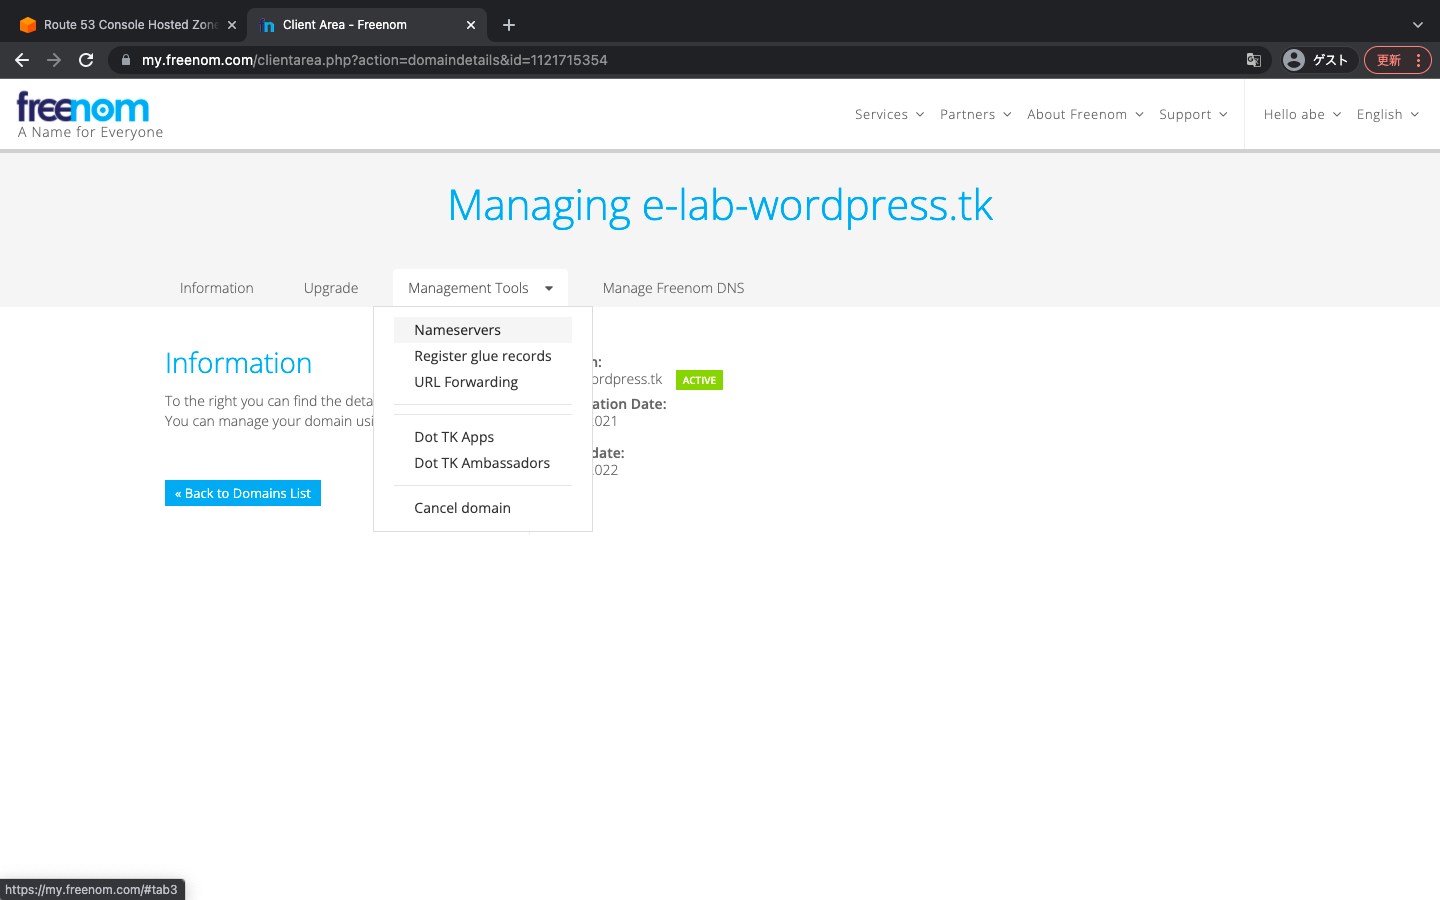 Route 53 Console Hosted Zone
Client Area - Freenom
my.freenom.com/clientarea.php?action=domaindetails&id=1121715354
ゲスト
更新
freenom
A Name for Everyone
Services
Partners
About Freenom
Support
Hello abe
English
Managing e-lab-wordpress.tk
Information
Upgrade
Management Tools
Manage Freenom DNS
Nameservers
Register glue records
URL Forwarding
Dot TK Apps
Dot TK Ambassadors
Cancel domain
Information
To the right you can find the deta
You can manage your domain usi
« Back to Domains List
n:
ordpress.tk
ACTIVE
ation Date:
2021
date:
2022
https://my.freenom.com/#tab3